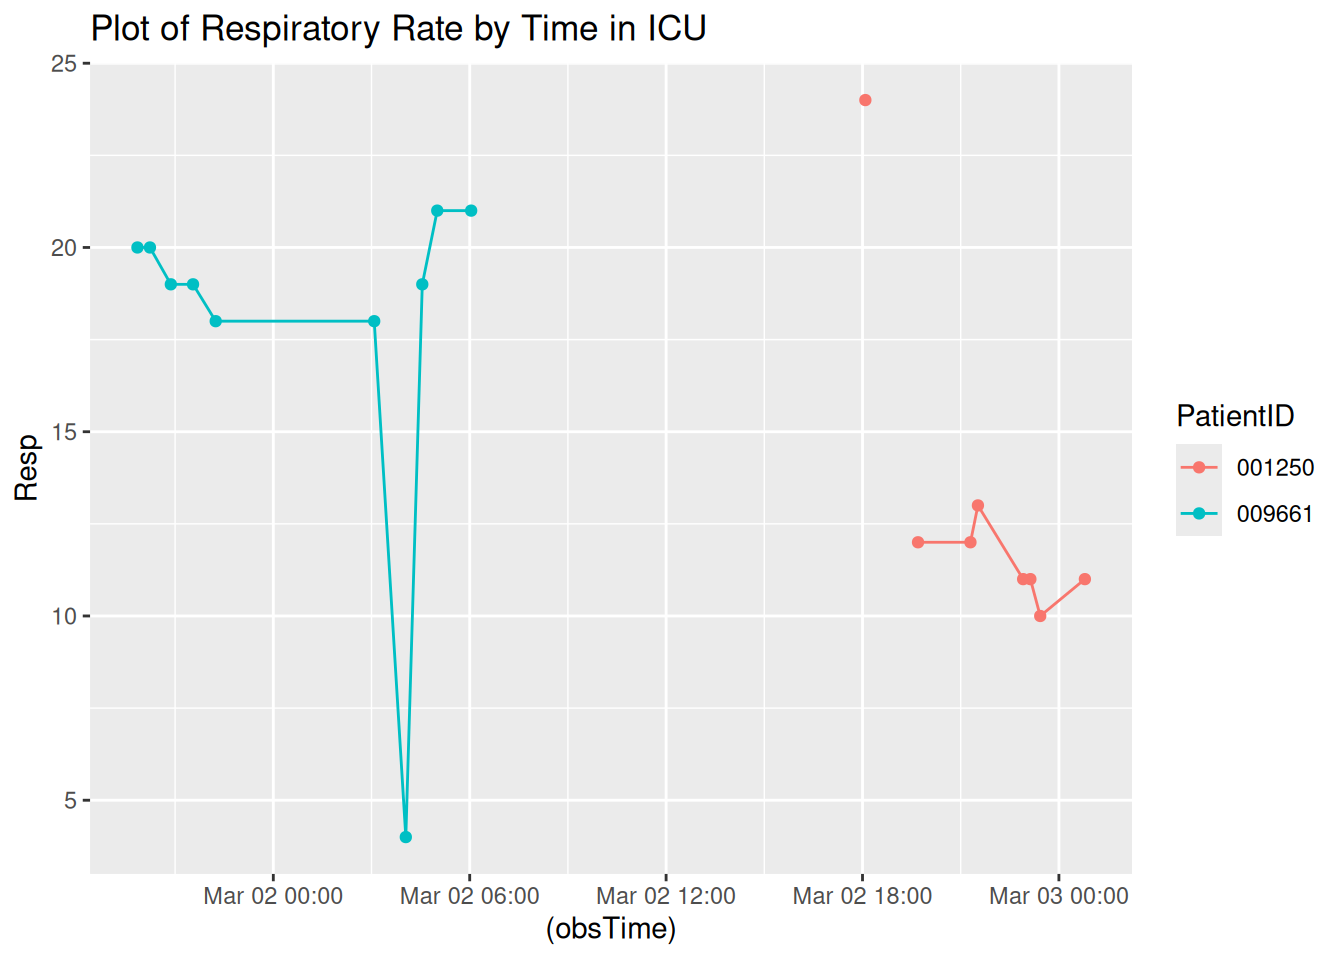 Plot of Respiratory Rate by Time in ICU
25
20
15
10
5
Resp
Mar 02 00:00
Mar 02 06:00
Mar 02 12:00
Mar 02 18:00
Mar 03 00:00
(obsTime)
PatientID
001250
009661